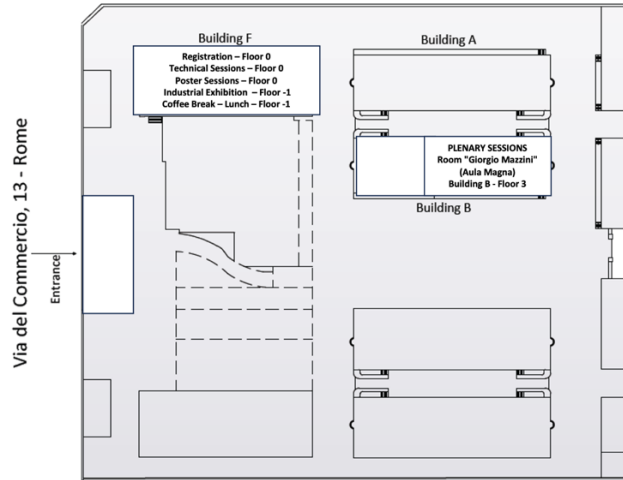 Building F
Registration – Floor 0
Technical Sessions – Floor 0
Poster Sessions – Floor 0
Industrial Exhibition – Floor -1
Coffee Break – Lunch – Floor -1
Building A
PLENARY SESSIONS
Room "Giorgio Mazzini"
(Aula Magna)
Building B - Floor 3
Building B
Via del Commercio, 13 - Rome
Entrance